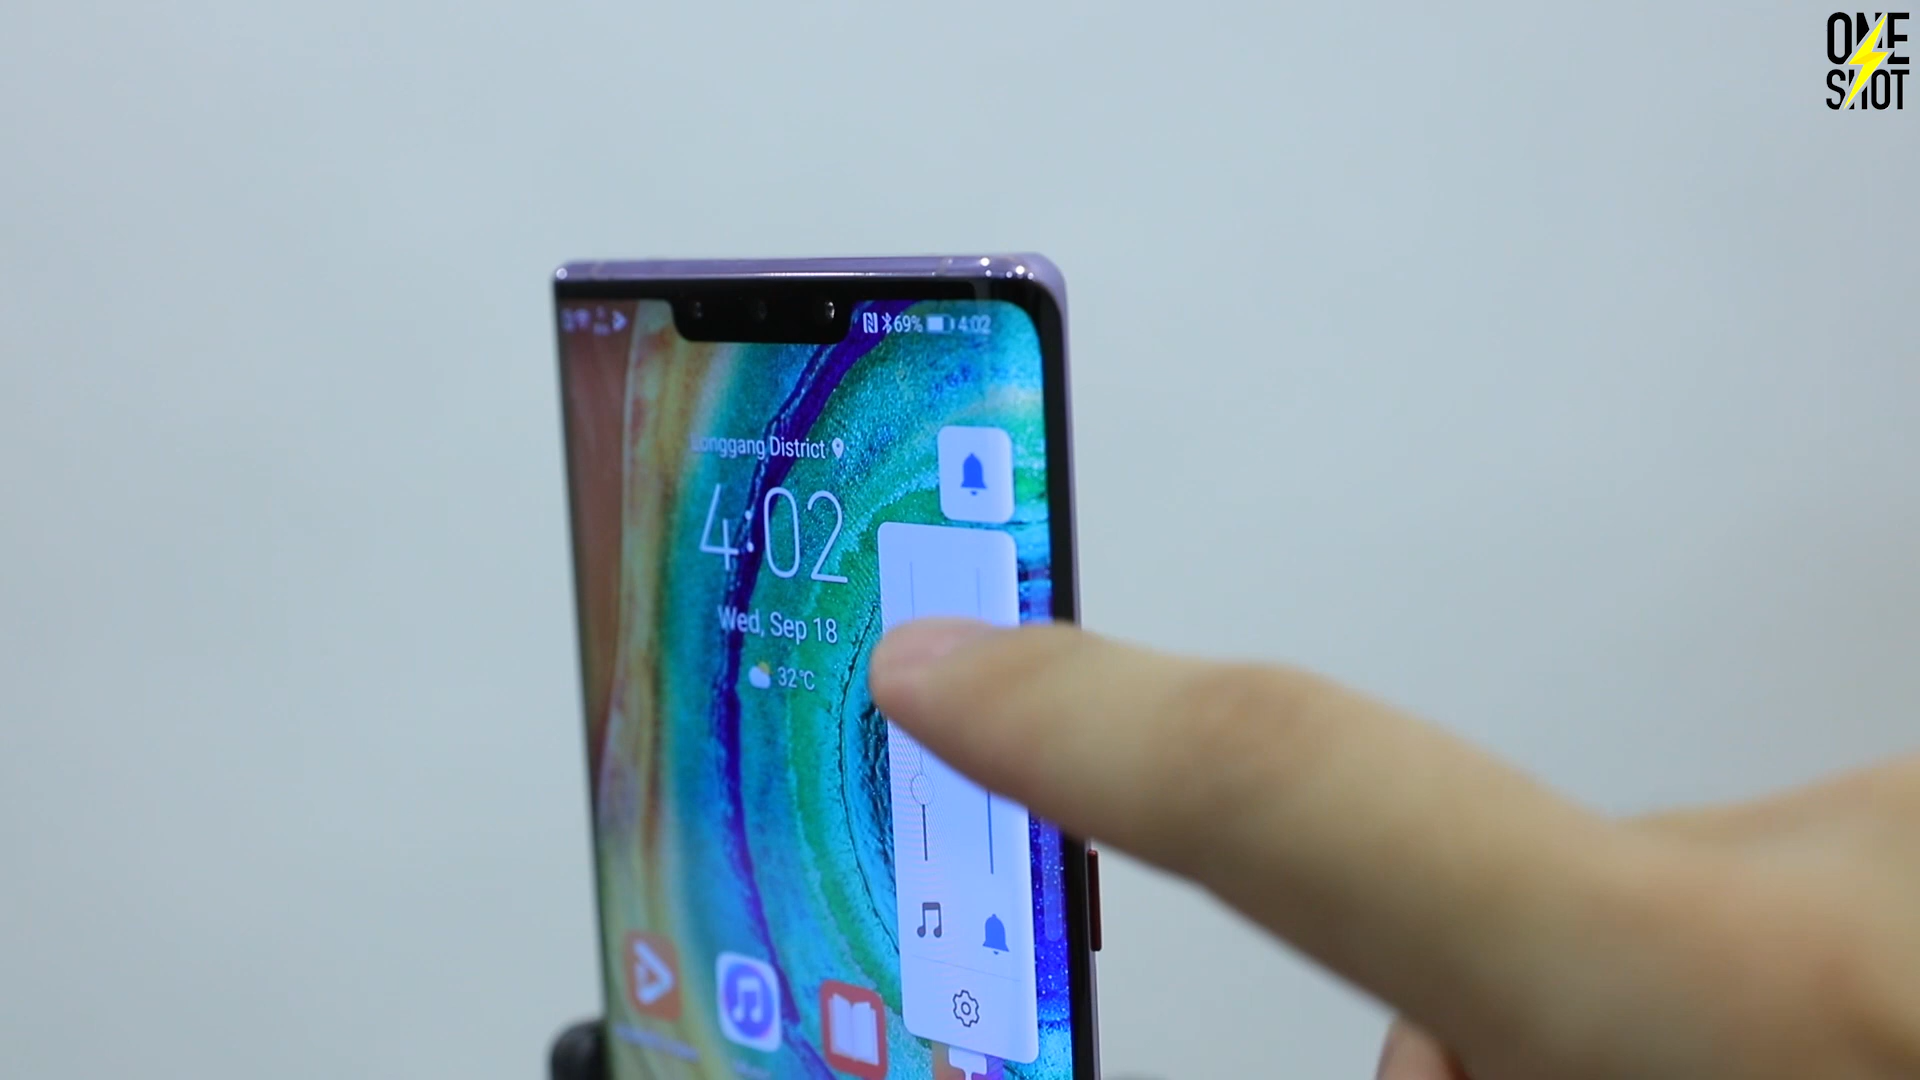 ONE
SHOT
69% 4:02
Longgang District
4:02
Wed, Sep 18
32°C